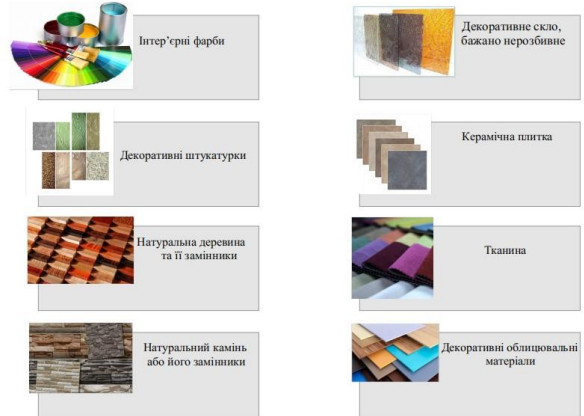 Інтер’єрні фарби
Декоративне скло,
бажано нерозбивне
Декоративні штукатурки
Керамічна плитка
Натуральна деревина
та її замінники
Тканина
Натуральний камінь
або його замінники
Декоративні облицювальні
матеріали